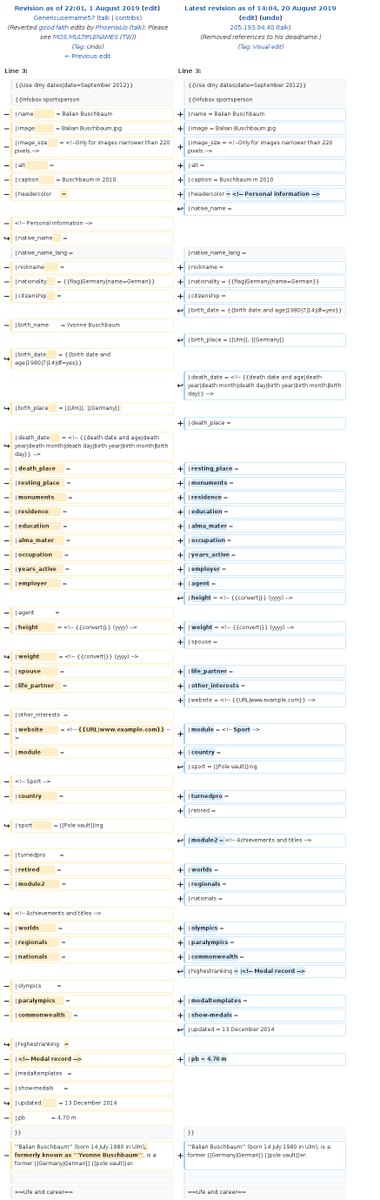 Revision as of 22:01, 1 August 2019 (edit)
Genericusername57 (talk | contribs)
(Reverted good faith edits by PhoenixLio (talk): Please
see MOS:MULTIPLENAMES (TW))
(Tag: Undo)
← Previous edit
Line 3:
{{Use dmy dates|date=September 2012}}
{{Infobox sportsperson
− | name = Balian Buschbaum
− | image = Balian Buschbaum.jpg
− | image_size = <!--Only for images narrower than 220
pixels.-->
− | alt =
− | caption = Buschbaum in 2010
− | headercolor =
− <!-- Personal information -->
| native_name =
| native_name_lang =
− | nickname =
− | nationality = {{flag|Germany|name=German}}
− | citizenship =
− | birth_name = Yvonne Buschbaum
| birth_date = {{birth date and
age|1980|7|14|df=yes}}
| birth_place = [[Ulm]], [[Germany]]
| death_date = <!-- {{death date and age|death
year|death month|death day|birth year|birth month|birth
day}} -->
− | death_place =
− | resting_place =
− | monuments =
− | residence =
− | education =
− | alma_mater =
− | occupation =
− | years_active =
− | employer =
− | agent =
− | height = <!-- {{convert|}} (yyyy) -->
| weight = <!-- {{convert|}} (yyyy) -->
− | spouse =
− | life_partner =
− | other_interests =
− | website = <!-- {{URL|www.example.com}} --
>
− | module =
− <!-- Sport -->
− | country =
| sport = [[Pole vault]]ing
− | turnedpro =
− | retired =
− | module2 =
<!-- Achievements and titles -->
− | worlds =
− | regionals =
− | nationals =
− | olympics =
− | paralympics =
− | commonwealth =
| highestranking =
− | <!-- Medal record -->
− | medaltemplates =
− | show-medals =
| updated = 13 December 2014
− | pb = 4.70 m
}}
− '''Balian Buschbaum''' (born 14 July 1980 in Ulm),
formerly known as '''Yvonne Buschbaum''', is a
former [[Germany|German]] [[pole vault]]er.
==Life and career==
Latest revision as of 14:04, 20 August 2019
(edit) (undo)
205.193.94.40 (talk)
(Removed references to his deadname.)
(Tag: Visual edit)
Line 3:
{{Use dmy dates|date=September 2012}}
{{Infobox sportsperson
+ | name = Balian Buschbaum
+ | image = Balian Buschbaum.jpg
+ | image_size = <!--Only for images narrower than 220
pixels.-->
+ | alt =
+ | caption = Buschbaum in 2010
+ | headercolor = <!-- Personal information -->
| native_name =
| native_name_lang =
+ | nickname =
+ | nationality = {{flag|Germany|name=German}}
+ | citizenship =
| birth_date = {{birth date and age|1980|7|14|df=yes}}
| birth_place = [[Ulm]], [[Germany]]
| death_date = <!-- {{death date and age|death
year|death month|death day|birth year|birth month|birth
day}} -->
+ | death_place =
+ | resting_place =
+ | monuments =
+ | residence =
+ | education =
+ | alma_mater =
+ | occupation =
+ | years_active =
+ | employer =
+ | agent =
| height = <!-- {{convert|}} (yyyy) -->
+ | weight = <!-- {{convert|}} (yyyy) -->
+ | spouse =
+ | life_partner =
+ | other_interests =
+ | website = <!-- {{URL|www.example.com}} -->
+ | module = <!-- Sport -->
+ | country =
| sport = [[Pole vault]]ing
+ | turnedpro =
+ | retired =
| module2 = <!-- Achievements and titles -->
+ | worlds =
+ | regionals =
+ | nationals =
+ | olympics =
+ | paralympics =
+ | commonwealth =
| highestranking = |<!-- Medal record -->
+ | medaltemplates =
+ | show-medals =
| updated = 13 December 2014
+ | pb = 4.70 m
}}
+ '''Balian Buschbaum''' (born 14 July 1980 in Ulm), is a
former [[Germany|German]] [[pole vault]]er.
==Life and career==